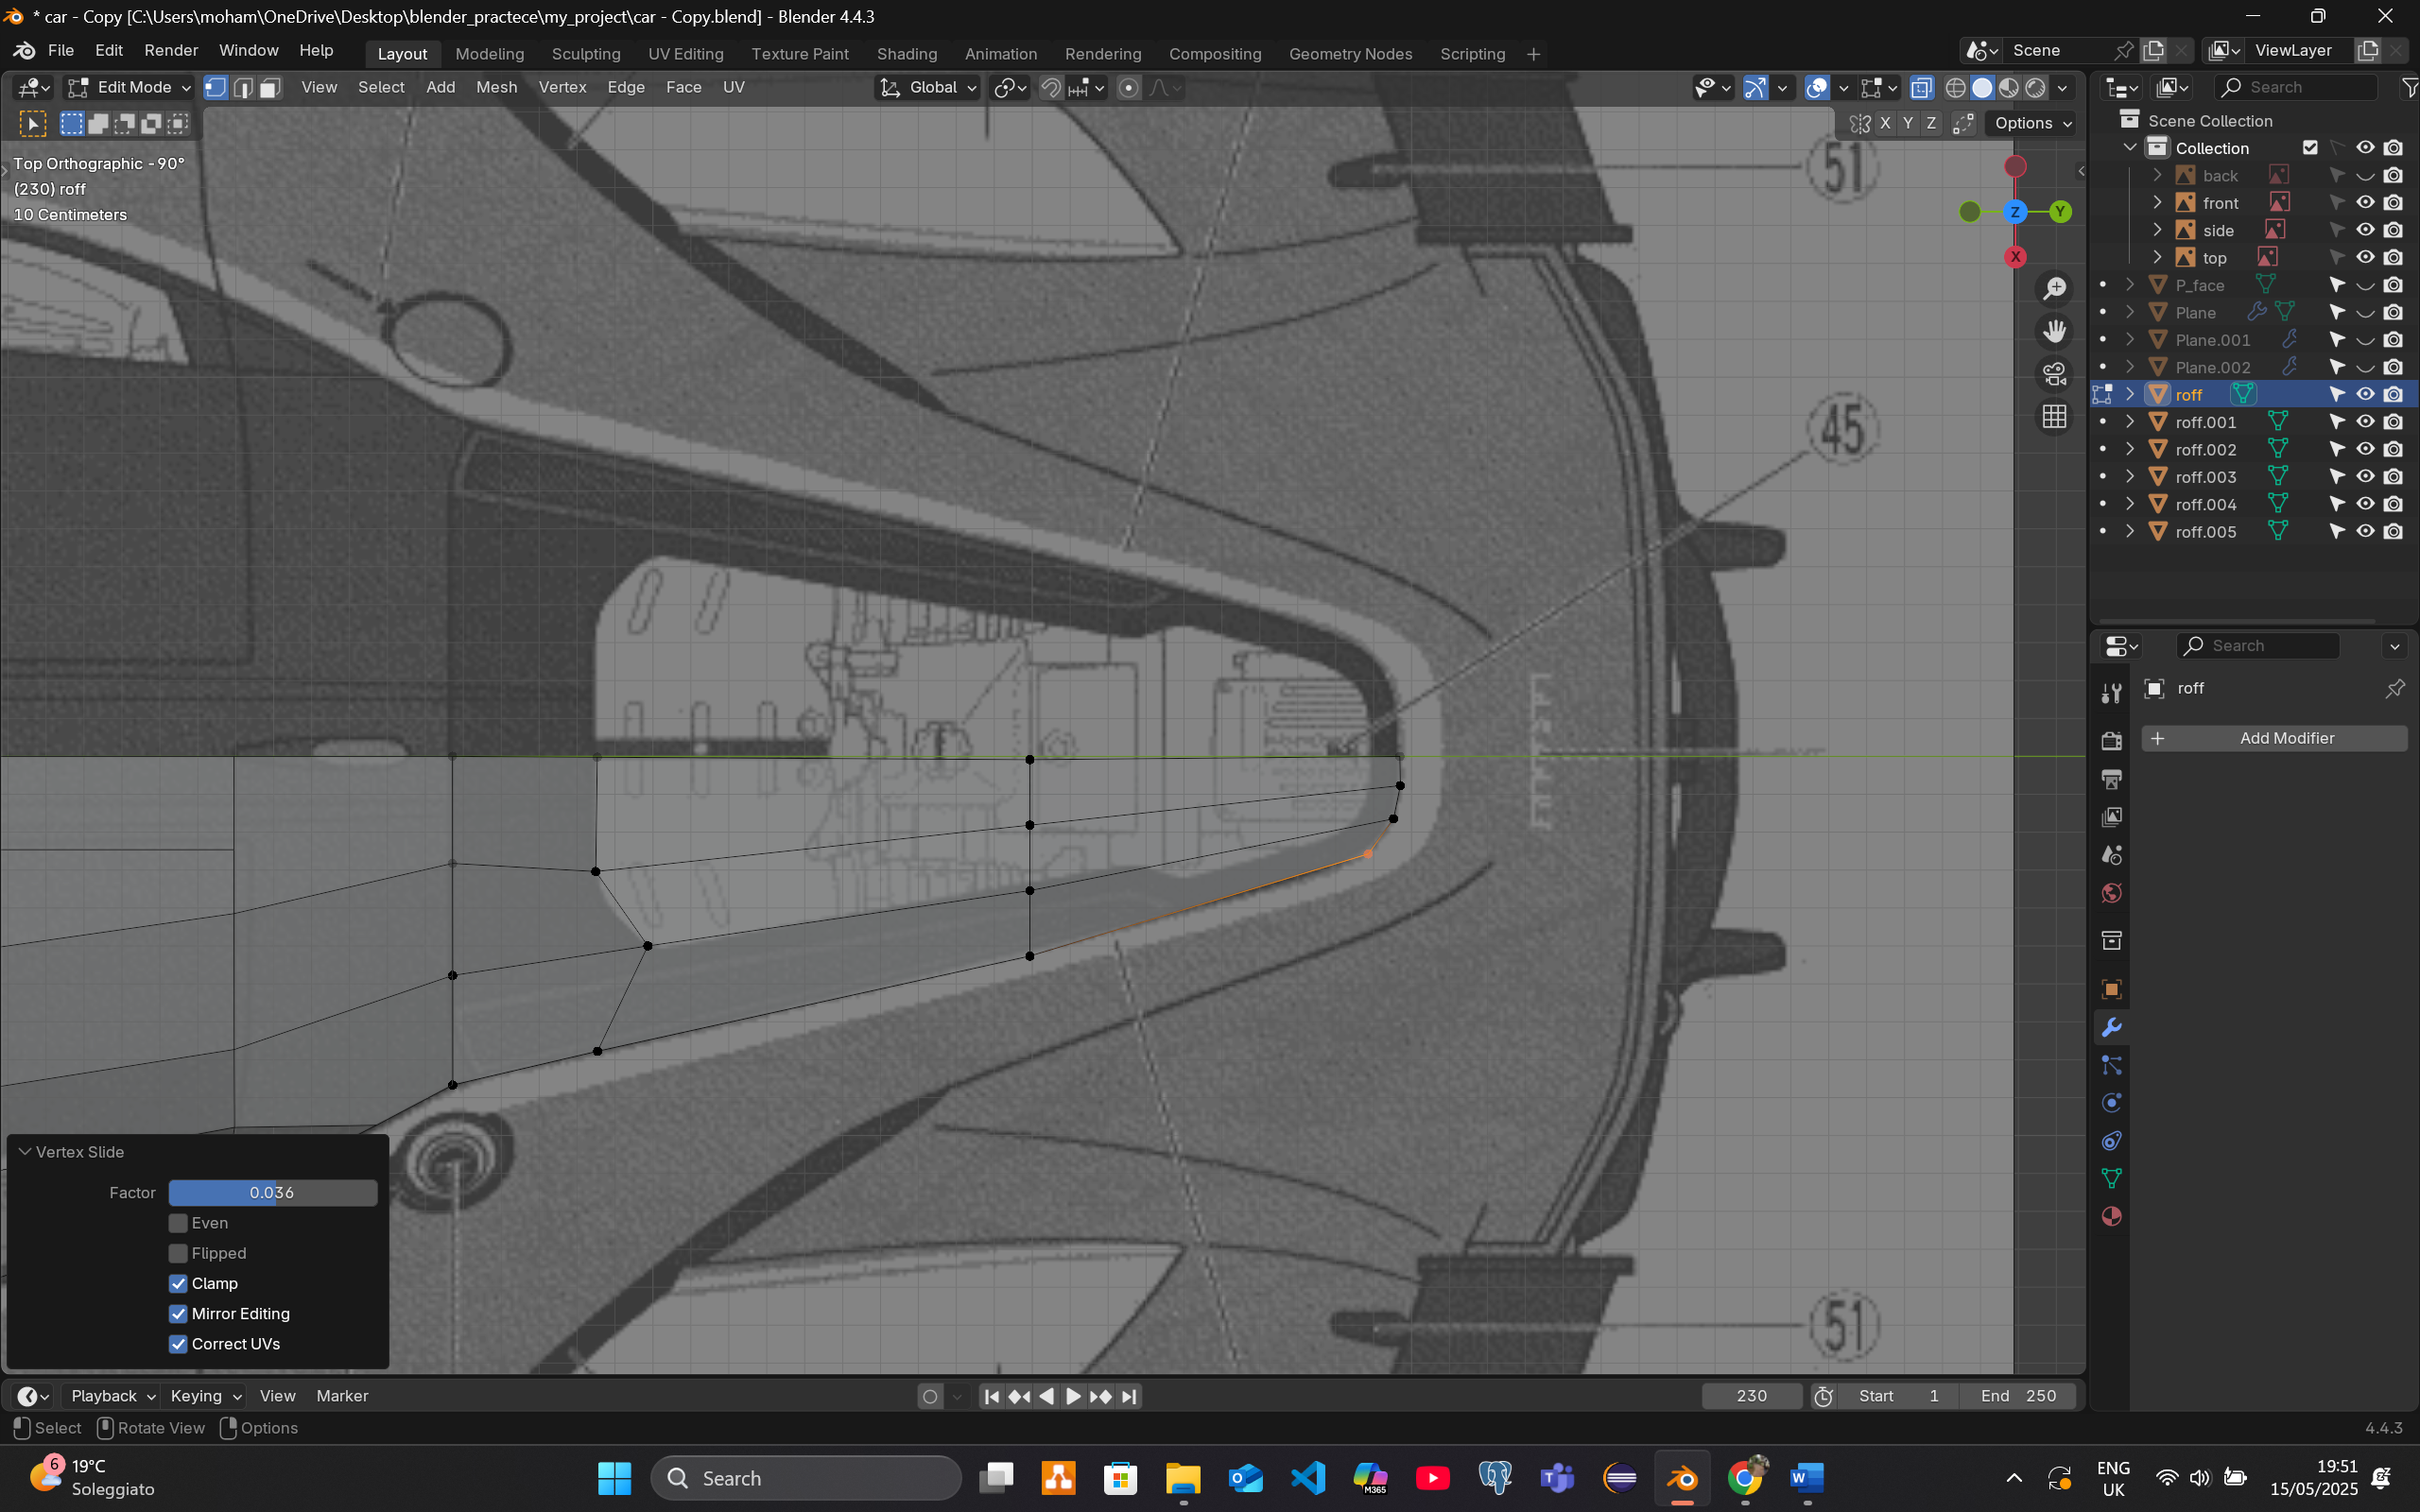 * car - Copy [C:\Users\moham\OneDrive\Desktop\blender_practece\my_project\car - Copy.blend] - Blender 4.4.3
File Edit Render Window Help Layout Modeling Sculpting UV Editing Texture Paint Shading Animation Rendering Compositing Geometry Nodes Scripting + Scene ViewLayer
Edit Mode View Select Add Mesh Vertex Edge Face UV Global Search
X Y Z Options
Scene Collection
Top Orthographic -90°
(230) roff
10 Centimeters
51
Z Y
X
45
51
Collection
back
front
side
top
P_face
Plane
Plane.001
Plane.002
roff
roff.001
roff.002
roff.003
roff.004
roff.005
Search
roff
+ Add Modifier
Vertex Slide
Factor 0.036
Even
Flipped
Clamp
Mirror Editing
Correct UVs
Playback Keying View Marker 230 Start 1 End 250
Select Rotate View Options 4.4.3
6 19°C
Soleggiato
Search
M365
ENG
UK
19:51
15/05/2025